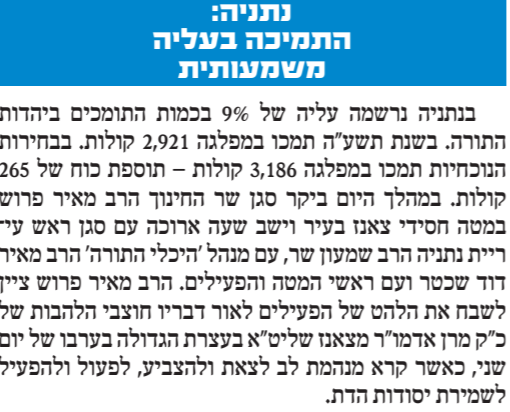 נתניה:
התמיכה בעליה
משמעותית
בנתניה נרשמה עליה של 9% בכמות התומכים ביהדות
התורה. בשנת תשע"ה תמכו במפלגה 2,921 קולות. בבחירות
הנוכחיות תמכו במפלגה 3,186 קולות – תוספת כוח של 265
קולות. במהלך היום ביקר סגן שר החינוך הרב מאיר פרוש
במטה חסידי צאנז בעיר וישב שעה ארוכה עם סגן ראש עי־
ריית נתניה הרב שמעון שר, עם מנהל 'היכלי התורה' הרב מאיר
דוד שכטר ועם ראשי המטה והפעילים. הרב מאיר פרוש ציין
לשבח את הלהט של הפעילים לאור דבריו חוצבי הלהבות של
כ"ק מרן אדמו"ר מצאנז שליט"א בעצרת הגדולה בערבו של יום
שני, כאשר קרא מנהמת לב לצאת ולהצביע, לפעול ולהפעיל
לשמירת יסודות הדת.